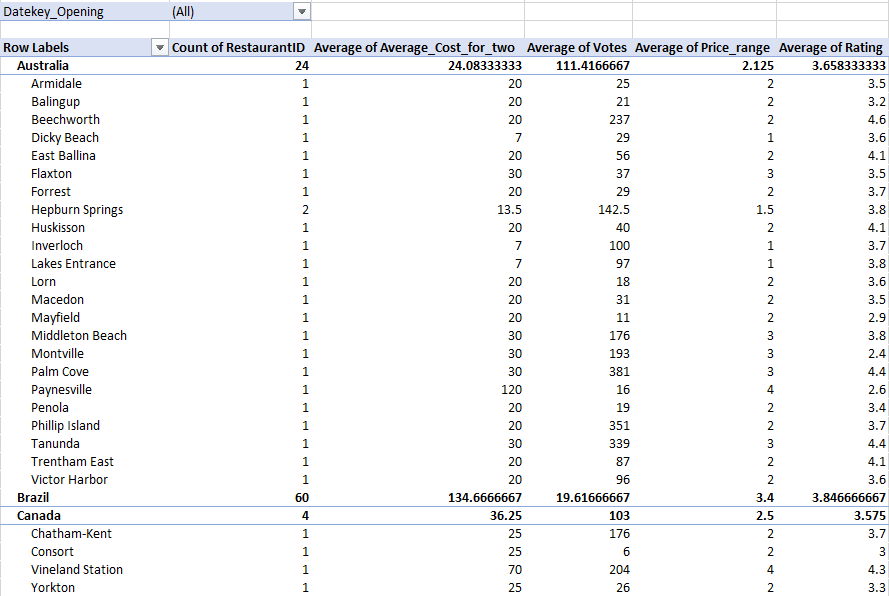 Datekey_Opening (All)
Row Labels Count of RestaurantID Average of Average_Cost_for_two Average of Votes Average of Price_range Average of Rating
Australia 24 24.08333333 111.4166667 2.125 3.658333333
Armidale 1 20 25 2 3.5
Balingup 1 20 21 2 3.2
Beechworth 1 20 237 2 4.6
Dicky Beach 1 7 29 1 3.6
East Ballina 1 20 56 2 4.1
Flaxton 1 30 37 3 3.5
Forrest 1 20 29 2 3.7
Hepburn Springs 2 13.5 142.5 1.5 3.8
Huskisson 1 20 40 2 4.1
Inverloch 1 7 100 1 3.7
Lakes Entrance 1 7 97 1 3.8
Lorn 1 20 18 2 3.6
Macedon 1 20 31 2 3.5
Mayfield 1 20 11 2 2.9
Middleton Beach 1 30 176 3 3.8
Montville 1 30 193 3 2.4
Palm Cove 1 30 381 3 4.4
Paynesville 1 120 16 4 2.6
Penola 1 20 19 2 3.4
Phillip Island 1 20 351 2 3.7
Tanunda 1 30 339 3 4.4
Trentham East 1 20 87 2 4.1
Victor Harbor 1 20 96 2 3.6
Brazil 60 134.6666667 19.61666667 3.4 3.846666667
Canada 4 36.25 103 2.5 3.575
Chatham-Kent 1 25 176 2 3.7
Consort 1 25 6 2 3
Vineland Station 1 70 204 4 4.3
Yorkton 1 25 26 2 3.3